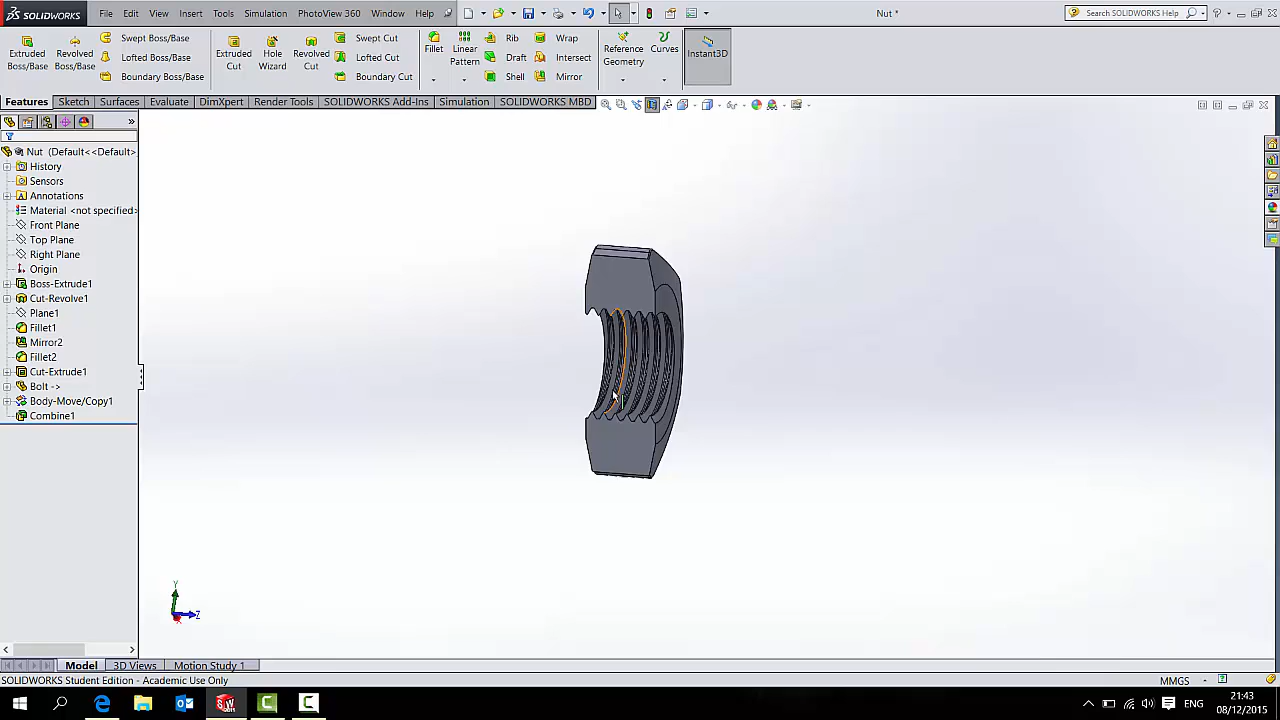 SOLIDWORKS File Edit View Insert Tools Simulation PhotoView 360 Window Help Nut * Search SOLIDWORKS Help
Extruded Boss/Base
Revolved Boss/Base
Swept Boss/Base
Lofted Boss/Base
Boundary Boss/Base
Extruded Cut
Hole Wizard
Revolved Cut
Swept Cut
Lofted Cut
Boundary Cut
Fillet
Linear Pattern
Rib
Draft
Shell
Wrap
Intersect
Mirror
Reference Geometry
Curves
Instant3D
Features Sketch Surfaces Evaluate DimXpert Render Tools SOLIDWORKS Add-Ins Simulation SOLIDWORKS MBD
Nut (Default<<Default>
History
Sensors
Annotations
Material <not specified>
Front Plane
Top Plane
Right Plane
Origin
Boss-Extrude1
Cut-Revolve1
Plane1
Fillet1
Mirror2
Fillet2
Cut-Extrude1
Bolt ->
Body-Move/Copy1
Combine1
Y
Z
Model 3D Views Motion Study 1
SOLIDWORKS Student Edition - Academic Use Only MMGS
ENG 21:43
08/12/2015